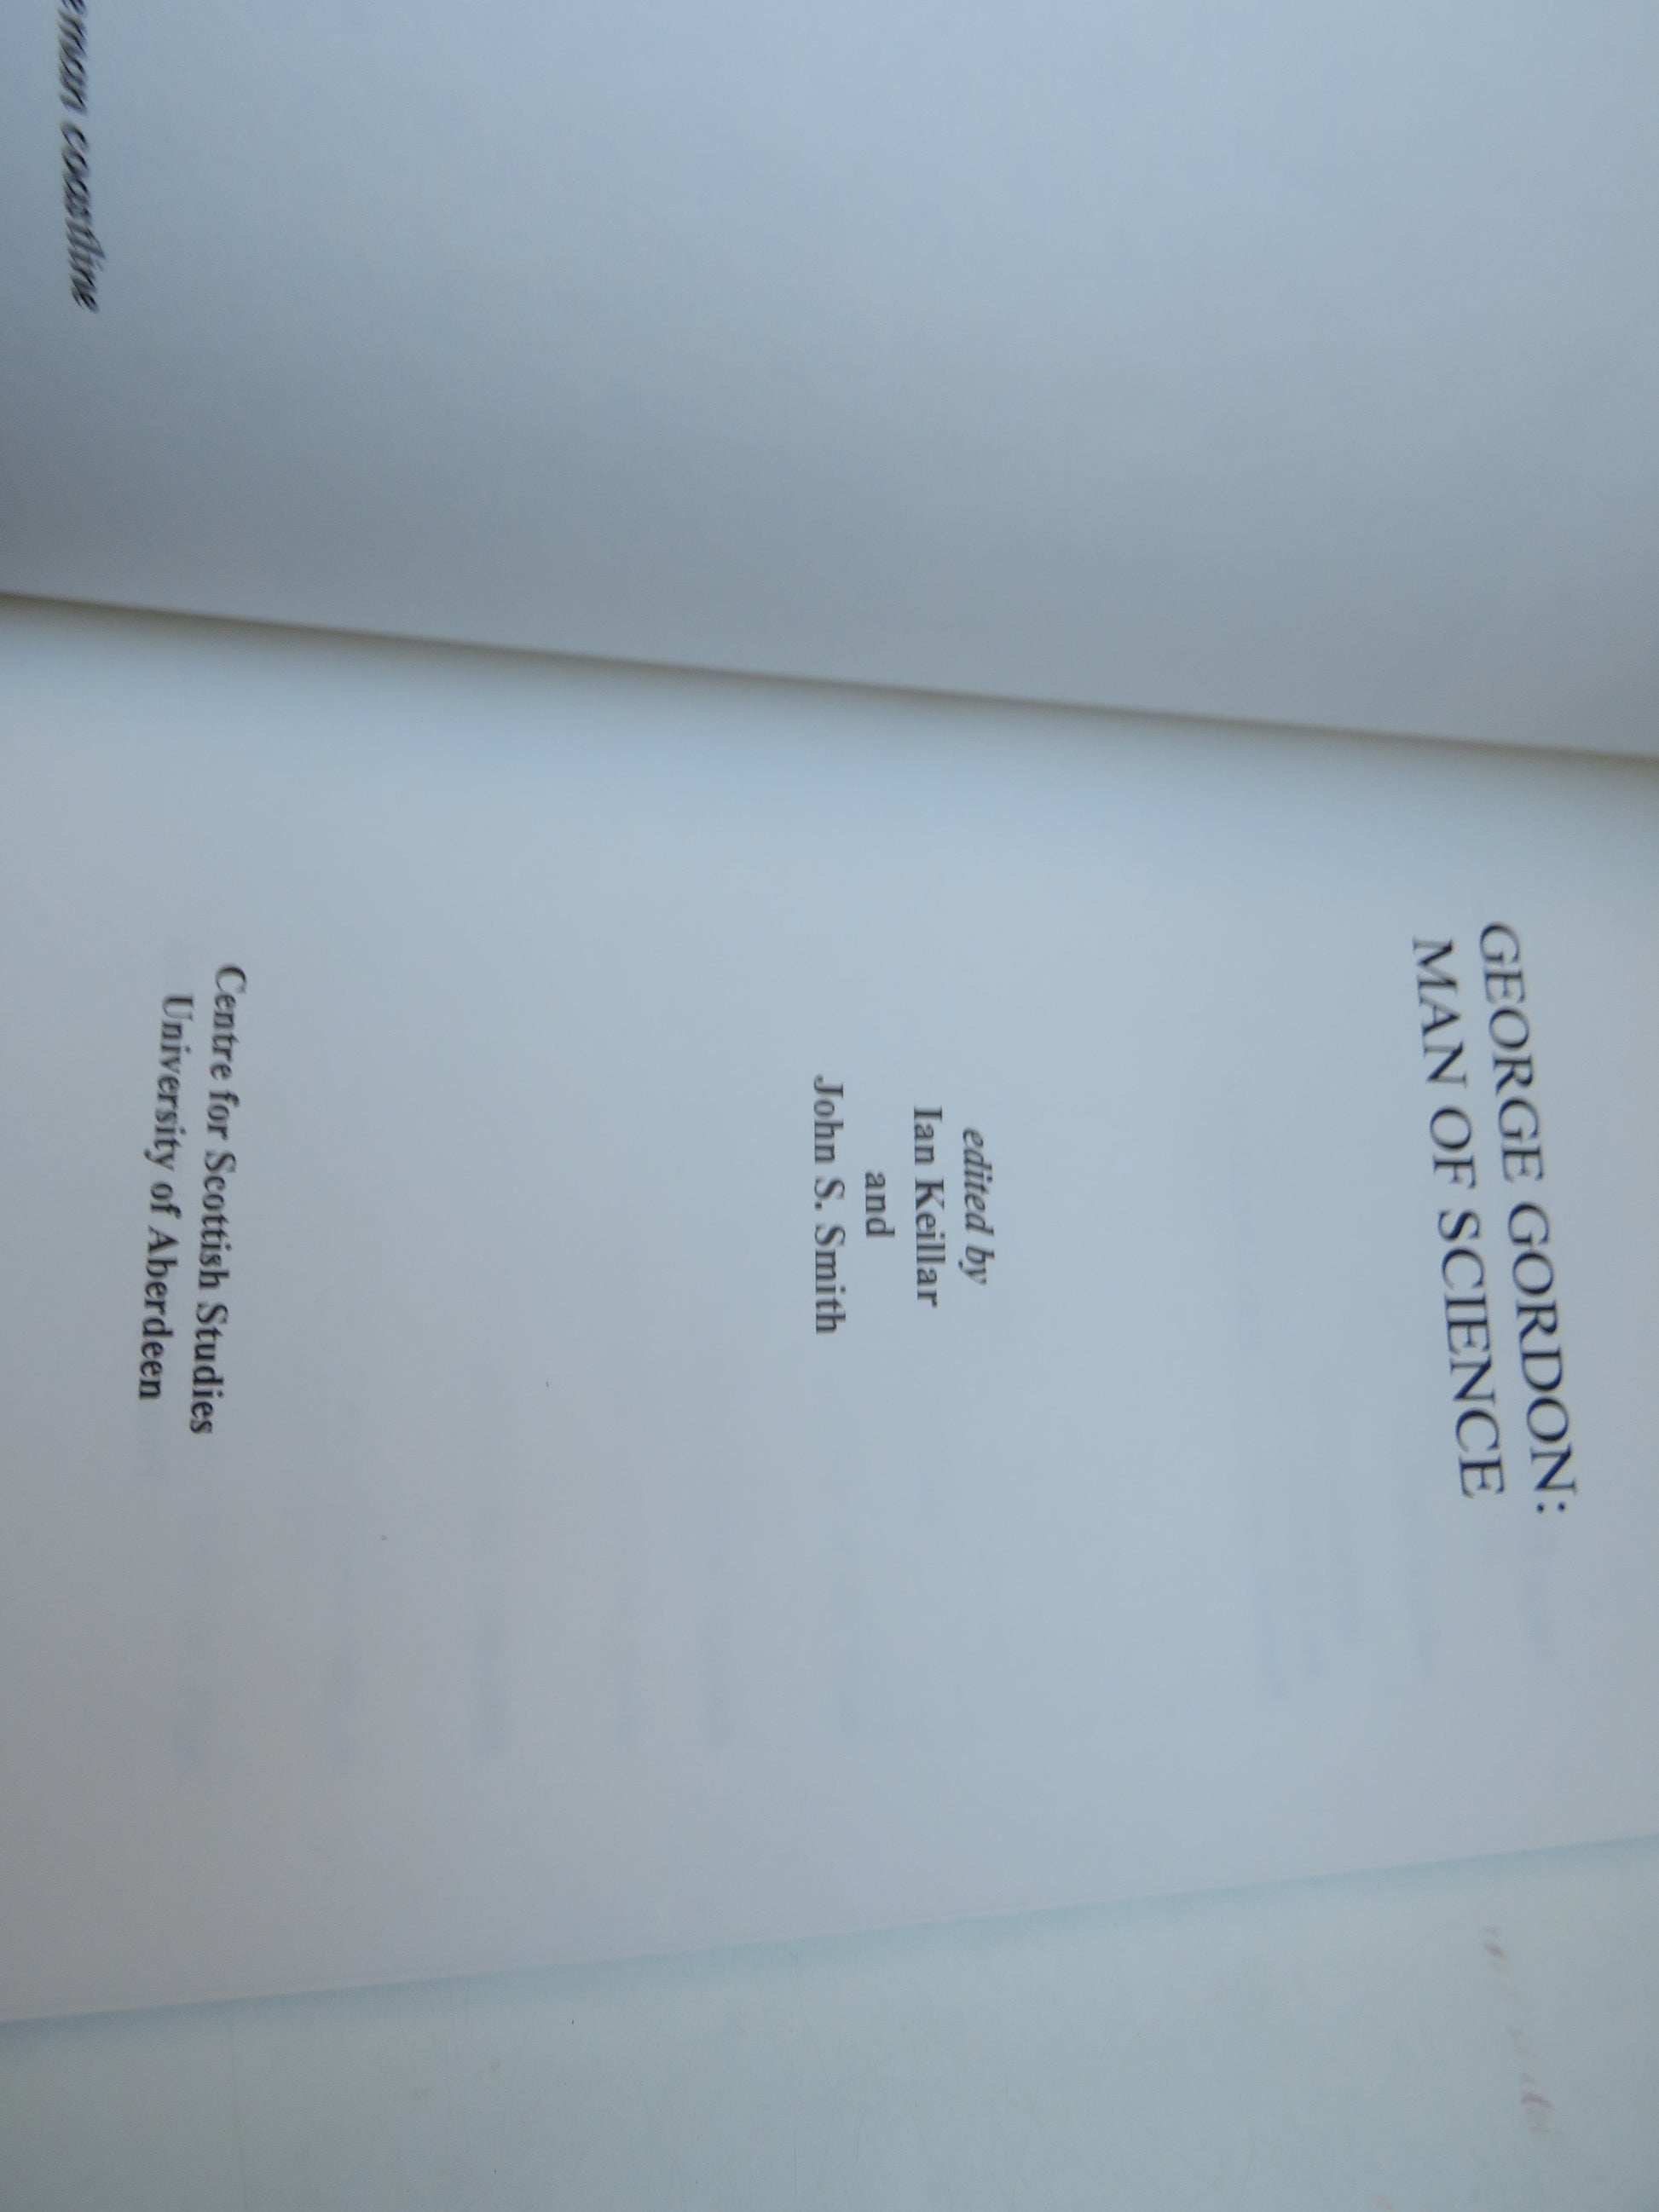 coastline
GEORGE GORDON:
MAN OF SCIENCE
edited by
Ian Keillar
and
John S. Smith
Centre for Scottish Studies
University of Aberdeen